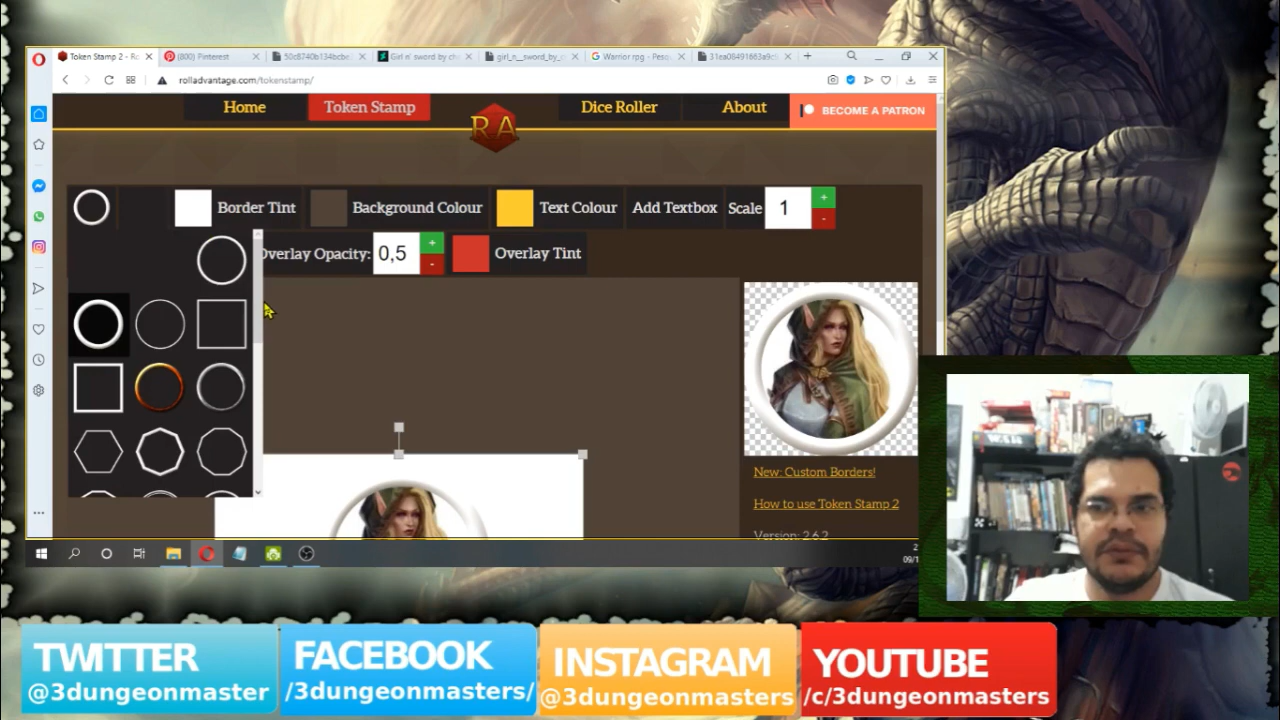 Token Stamp 2 - Ro
(800) Pinterest
50c8740b134bcbe
Girl n' sword by ch
girl_n__sword_by_
Warrior rpg - Pesq
31ea08491663a9c5
rolladvantage.com/tokenstamp/
Home
Token Stamp
RA
Dice Roller
About
BECOME A PATRON
Border Tint
Background Colour
Text Colour
Add Textbox
Scale
1
+
-
Overlay Opacity:
0,5
+
-
Overlay Tint
New: Custom Borders!
How to use Token Stamp 2
Version: 2.6.2
TWITTER
@3dungeonmaster
FACEBOOK
/3dungeonmasters/
INSTAGRAM
@3dungeonmasters
YOUTUBE
/c/3dungeonmasters